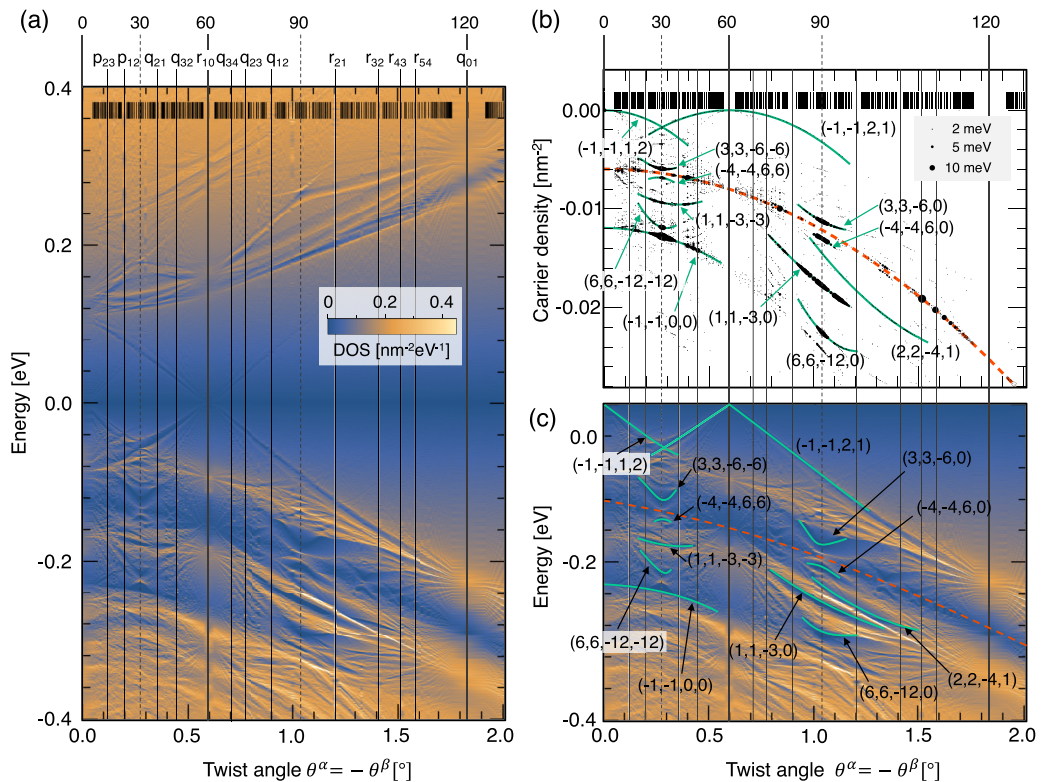 (a)
0 30 60 90 120
p23 p12 q21 q32 r10 q34 q23 q12 r21 r32 r43 r54 q01
0.4
0.2
0.0
-0.2
-0.4
Energy [eV]
0 0.2 0.4
DOS [nm-2eV-1]
0.0 0.5 1.0 1.5 2.0
Twist angle θα= − θβ[°]
(b)
0 30 60 90 120
0.00
-0.01
-0.02
Carrier density [nm-2]
2 meV
5 meV
10 meV
(-1,-1,2,1)
(-1,-1,1,2)
(3,3,-6,-6)
(-4,-4,6,6)
(1,1,-3,-3)
(6,6,-12,-12)
(-1,-1,0,0)
(3,3,-6,0)
(-4,-4,6,0)
(1,1,-3,0)
(6,6,-12,0)
(2,2,-4,1)
(c)
0.0
-0.2
-0.4
Energy [eV]
(-1,-1,2,1)
(-1,-1,1,2)
(3,3,-6,-6)
(3,3,-6,0)
(-4,-4,6,6)
(-4,-4,6,0)
(1,1,-3,-3)
(6,6,-12,-12)
(1,1,-3,0)
(-1,-1,0,0)
(6,6,-12,0)
(2,2,-4,1)
0.0 0.5 1.0 1.5 2.0
Twist angle θα= − θβ[°]